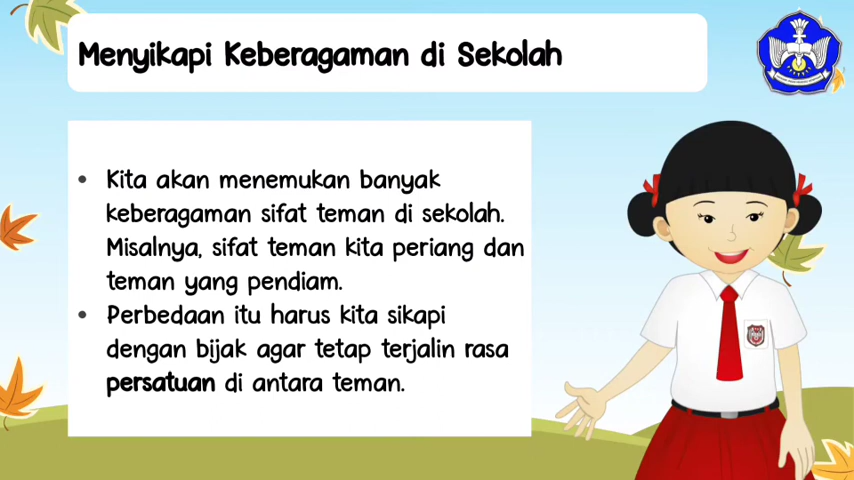 Menyikapi Keberagaman di Sekolah
• Kita akan menemukan banyak
keberagaman sifat teman di sekolah.
Misalnya, sifat teman kita periang dan
teman yang pendiam.
• Perbedaan itu harus kita sikapi
dengan bijak agar tetap terjalin rasa
persatuan di antara teman.